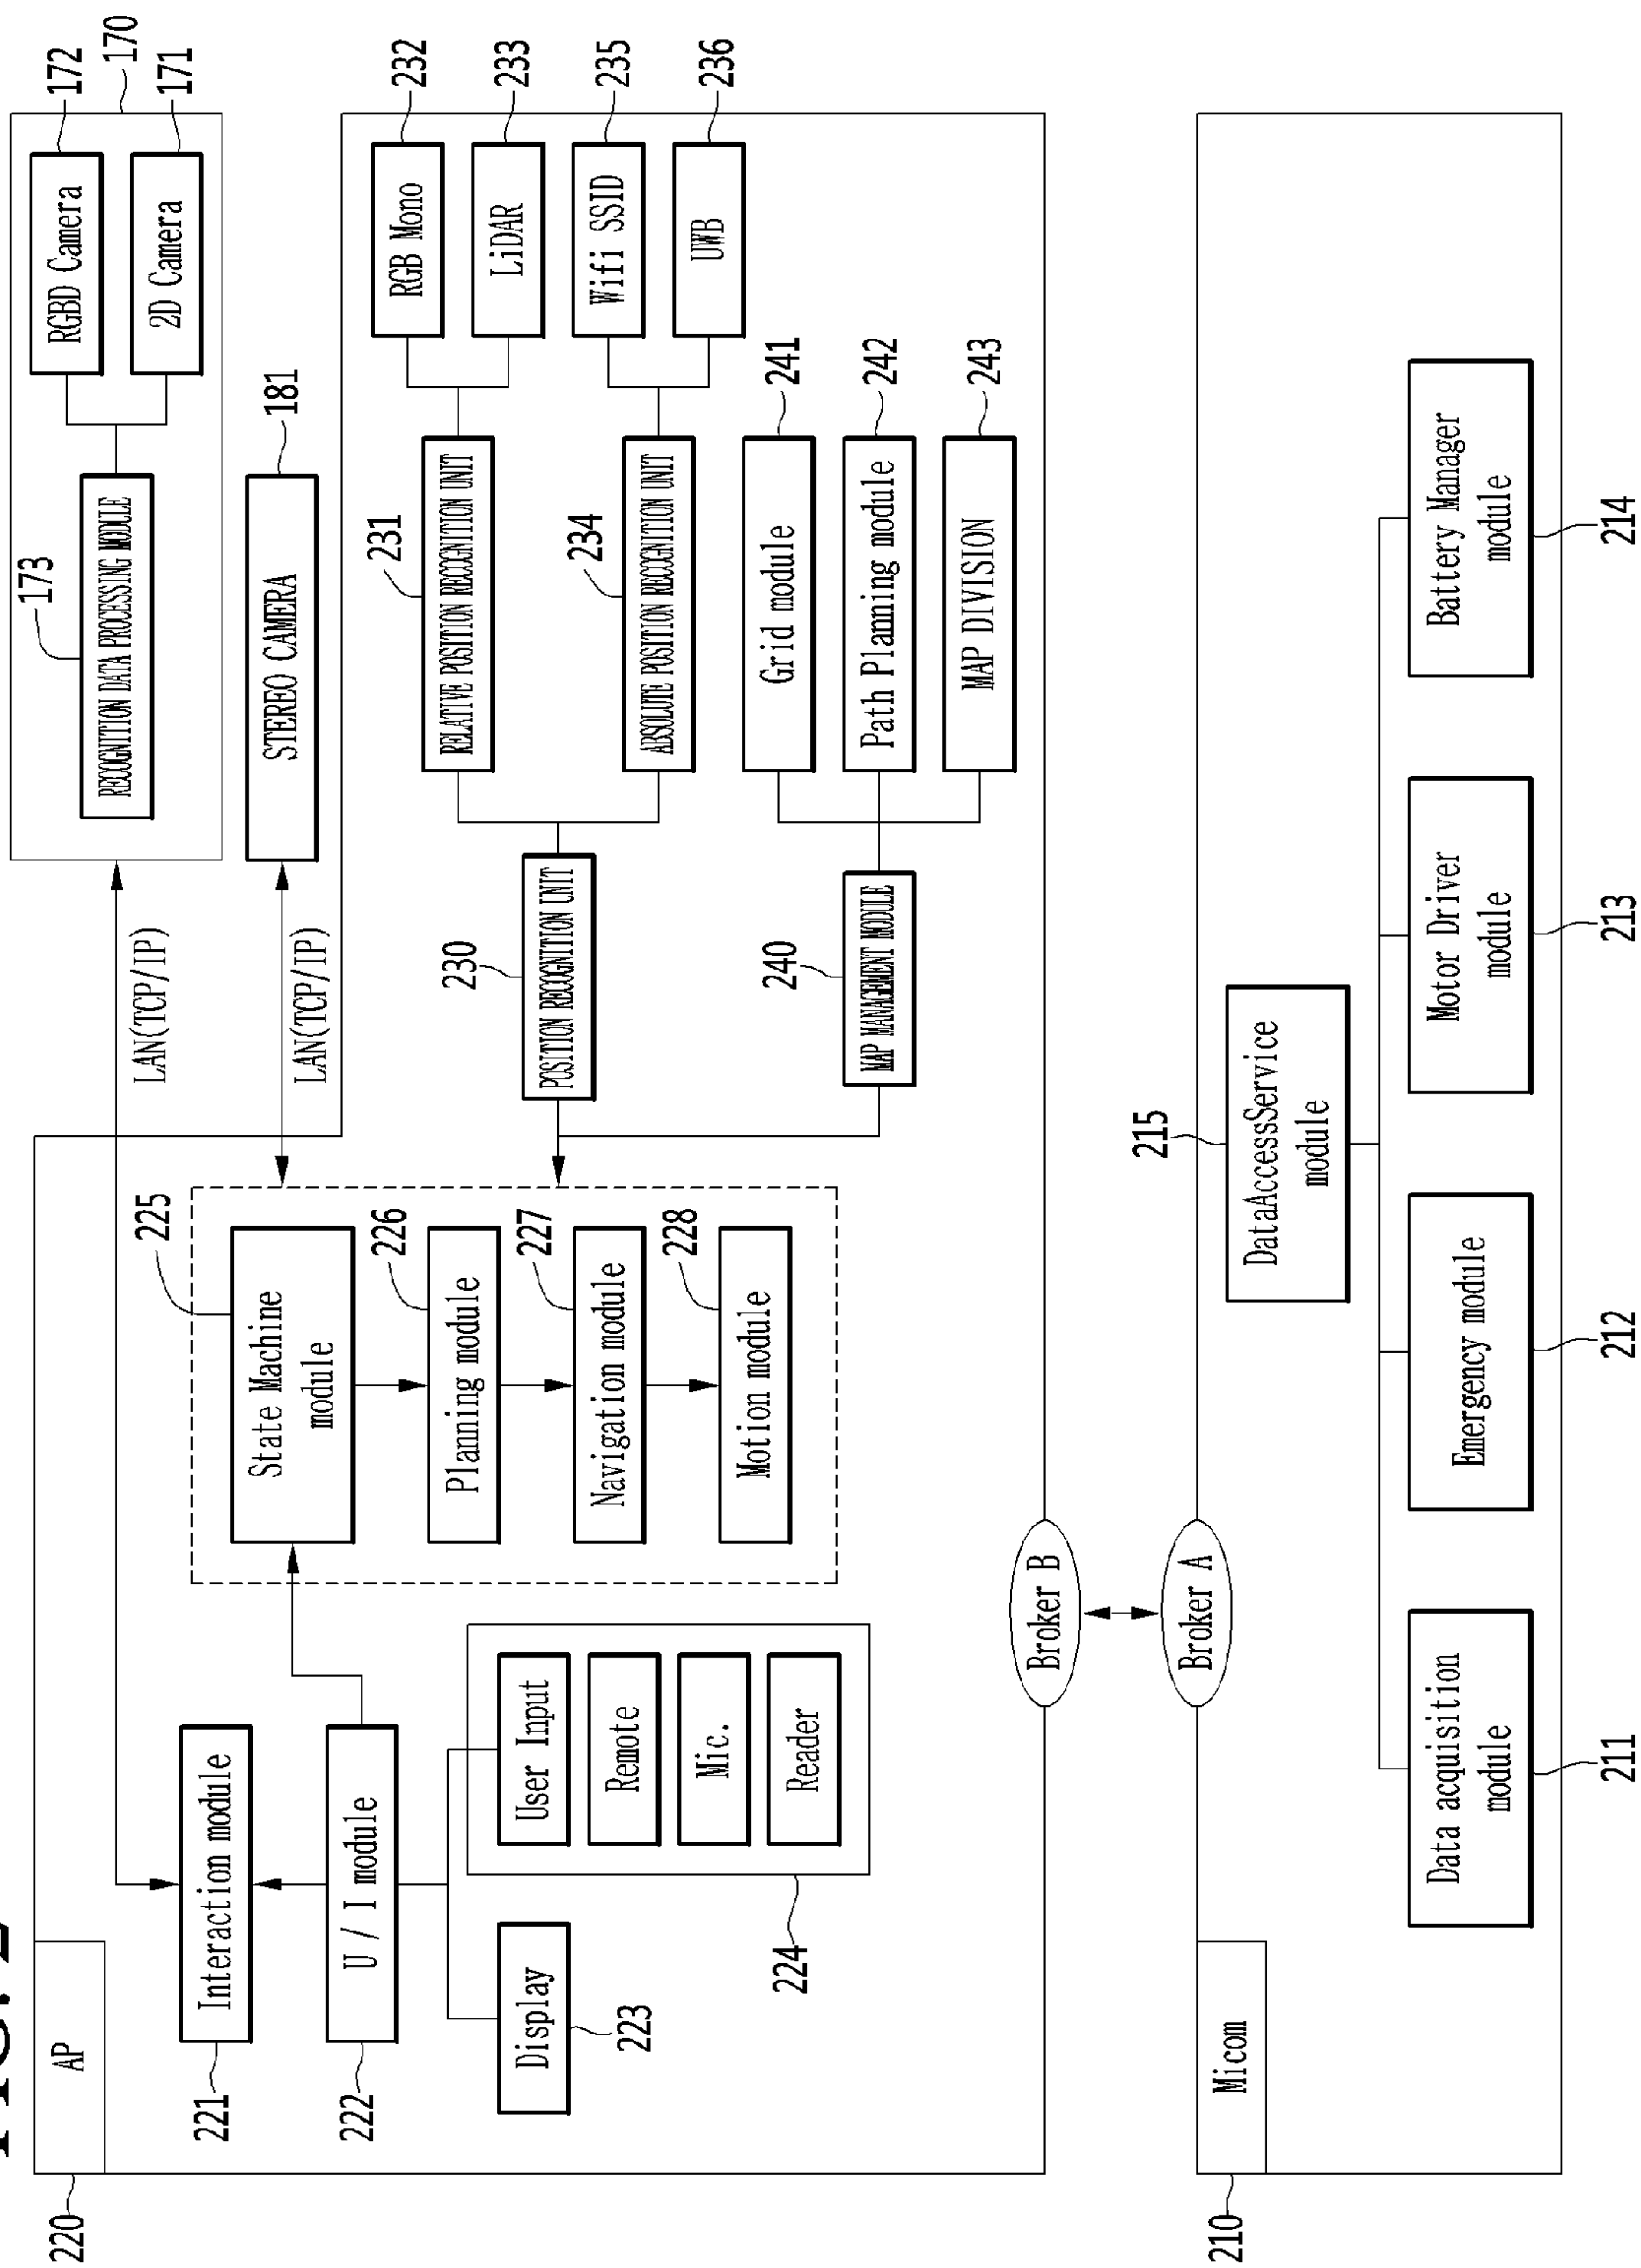 FIG. 2
220
AP
221
Interaction module
222
U / I module
Display
223
User Input
Remote
Mic.
Reader
224
225
State Machine
module
226
Planning module
227
Navigation module
228
Motion module
LAN(TCP/IP)
LAN(TCP/IP)
170
173
RECOGNITION DATA PROCESSING MODULE
RGBD Camera
172
2D Camera
171
STEREO CAMERA
181
230
POSITION RECOGNITION UNIT
231
RELATIVE POSITION RECOGNITION UNIT
RGB Mono
232
LiDAR
233
234
ABSOLUTE POSITION RECOGNITION UNIT
Wifi SSID
235
UWB
236
240
MAP MANAGEMENT MODULE
Grid module
241
Path Planning module
242
MAP DIVISION
243
Broker B
Broker A
210
Micom
215
DataAccessService
module
Data acquisition
module
211
Emergency module
212
Motor Driver
module
213
Battery Manager
module
214